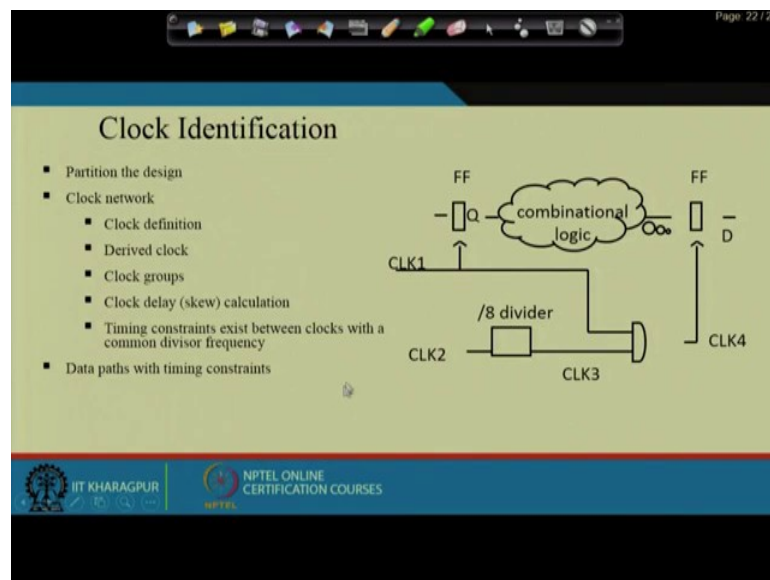 Page: 22/2
Clock Identification
Partition the design
Clock network
Clock definition
Derived clock
Clock groups
Clock delay (skew) calculation
Timing constraints exist between clocks with a
common divisor frequency
Data paths with timing constraints
FF
FF
Q
combinational
logic
D
CLK1
/8 divider
CLK2
CLK3
CLK4
IIT KHARAGPUR
NPTEL ONLINE
CERTIFICATION COURSES
NPTEL